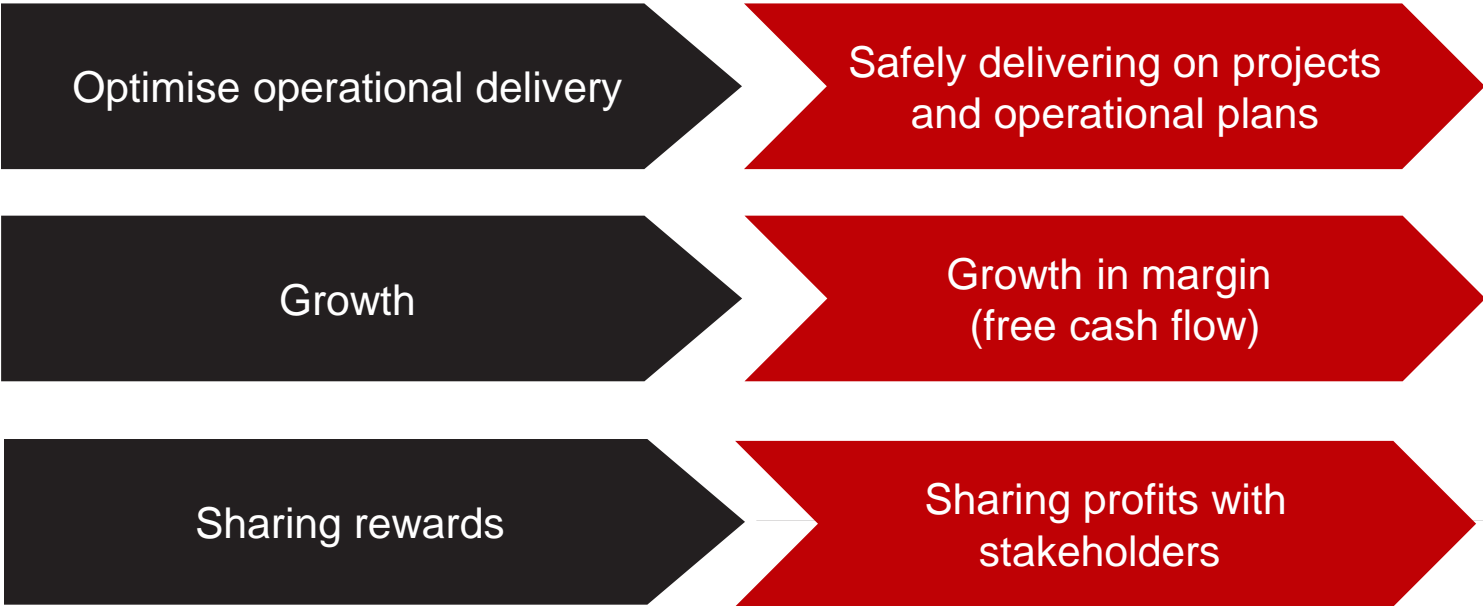 Optimise operational delivery
Safely delivering on projects
and operational plans
Growth
Growth in margin
(free cash flow)
Sharing rewards
Sharing profits with
stakeholders